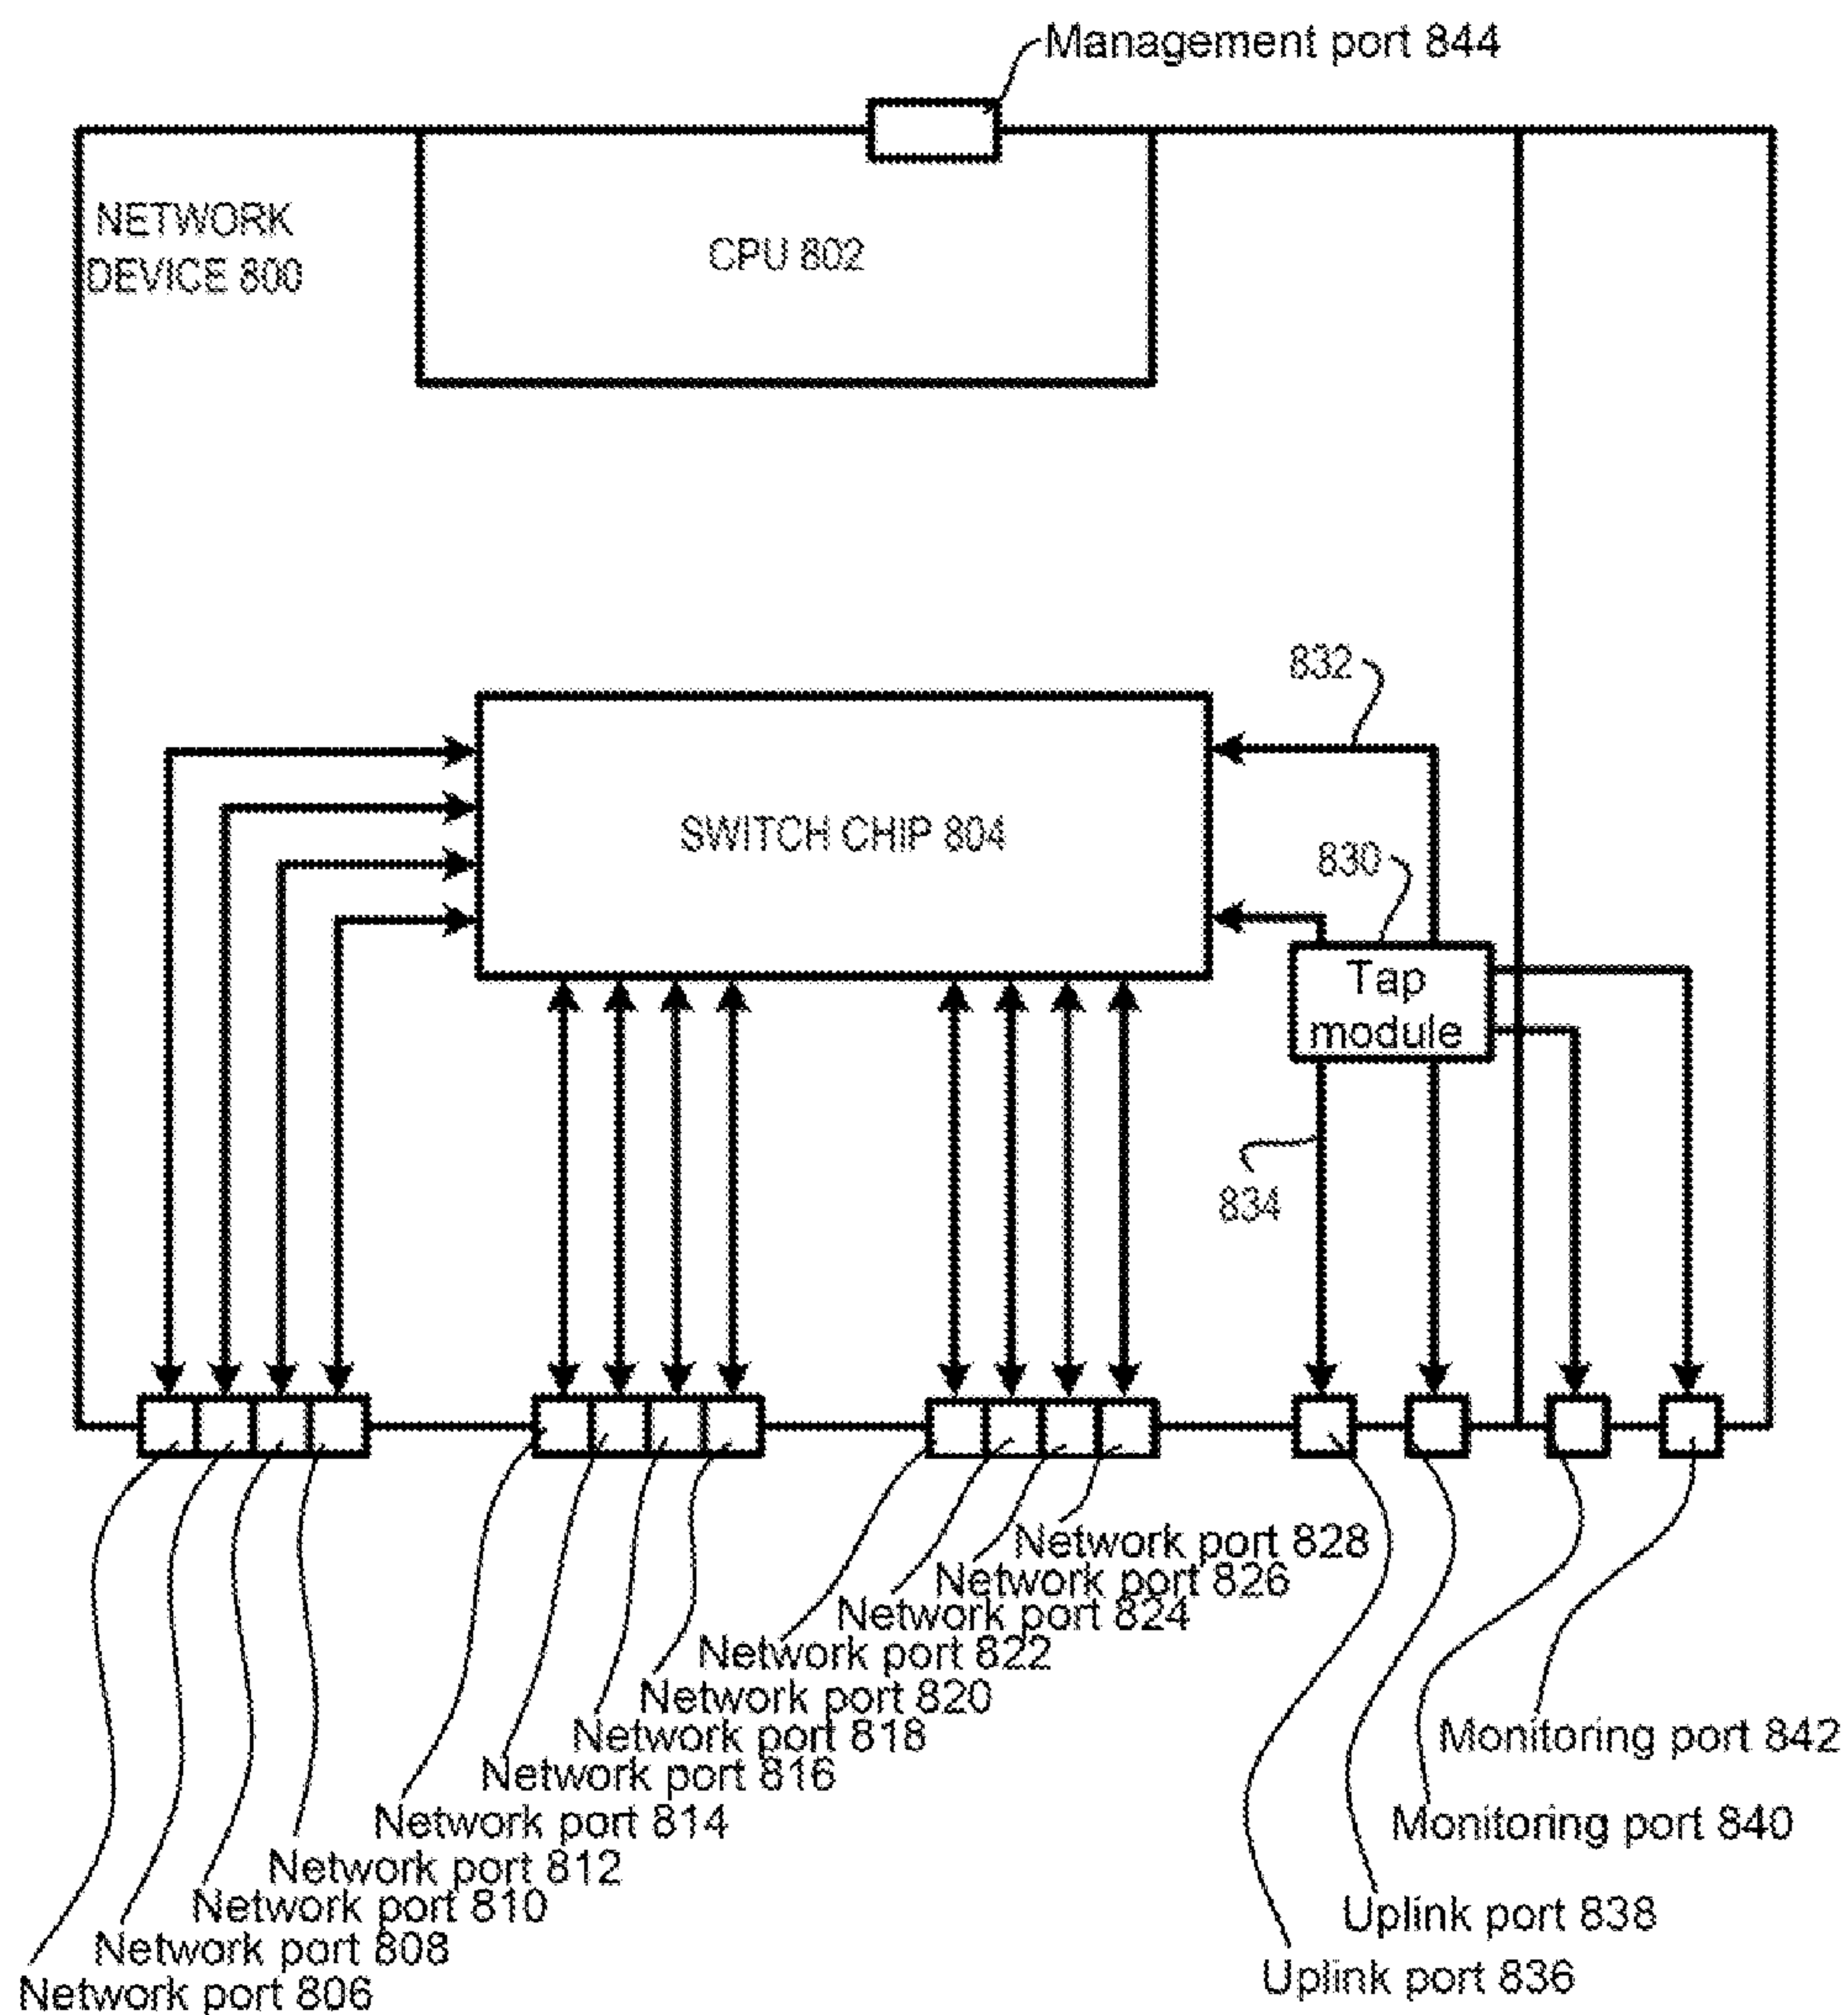 Management port 844
NETWORK
DEVICE 800
CPU 802
832
SWITCH CHIP 804
830
Tap
module
834
Network port 828
Network port 826
Network port 824
Network port 822
Network port 820
Network port 818
Network port 816
Network port 814
Network port 812
Network port 810
Network port 808
Network port 806
Monitoring port 842
Monitoring port 840
Uplink port 838
Uplink port 836